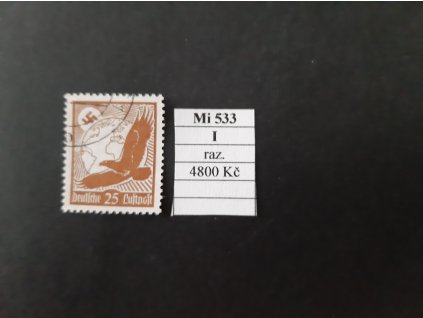 Deutsche 25 Luftpost
Mi 533
I
raz.
4800 Kč